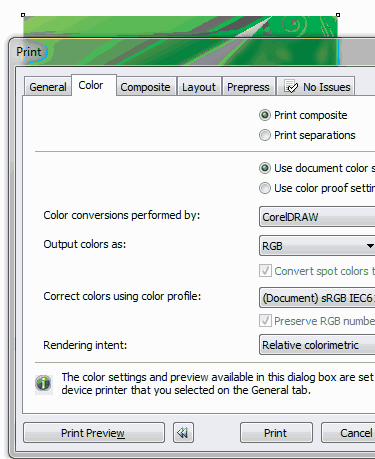 Print
General Color Composite Layout Prepress No Issues
Print composite
Print separations
Use document color s
Use color proof settin
Color conversions performed by: CorelDRAW
Output colors as: RGB
Convert spot colors t
Correct colors using color profile: (Document) sRGB IEC6
Preserve RGB numbe
Rendering intent: Relative colorimetric
The color settings and preview available in this dialog box are set
device printer that you selected on the General tab.
Print Preview Print Cancel